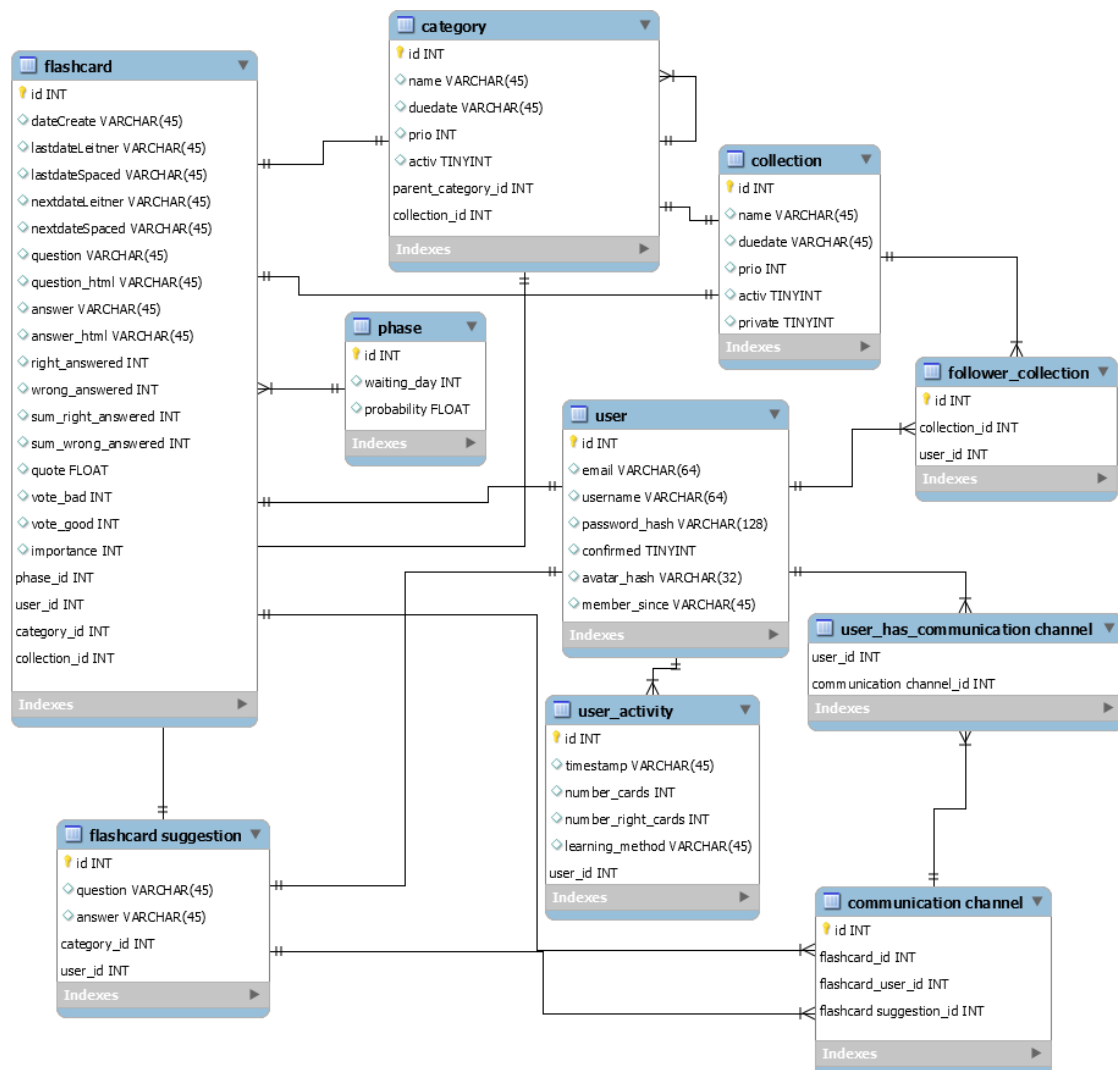 flashcard
id INT
dateCreate VARCHAR(45)
lastdateLeitner VARCHAR(45)
lastdateSpaced VARCHAR(45)
nextdateLeitner VARCHAR(45)
nextdateSpaced VARCHAR(45)
question VARCHAR(45)
question_html VARCHAR(45)
answer VARCHAR(45)
answer_html VARCHAR(45)
right_answered INT
wrong_answered INT
sum_right_answered INT
sum_wrong_answered INT
quote FLOAT
vote_bad INT
vote_good INT
importance INT
phase_id INT
user_id INT
category_id INT
collection_id INT
Indexes
category
id INT
name VARCHAR(45)
duedate VARCHAR(45)
prio INT
activ TINYINT
parent_category_id INT
collection_id INT
Indexes
collection
id INT
name VARCHAR(45)
duedate VARCHAR(45)
prio INT
activ TINYINT
private TINYINT
Indexes
phase
id INT
waiting_day INT
probability FLOAT
Indexes
follower_collection
id INT
collection_id INT
user_id INT
Indexes
user
id INT
email VARCHAR(64)
username VARCHAR(64)
password_hash VARCHAR(128)
confirmed TINYINT
avatar_hash VARCHAR(32)
member_since VARCHAR(45)
Indexes
user_has_communication channel
user_id INT
communication channel_id INT
Indexes
user_activity
id INT
timestamp VARCHAR(45)
number_cards INT
number_right_cards INT
learning_method VARCHAR(45)
user_id INT
Indexes
flashcard suggestion
id INT
question VARCHAR(45)
answer VARCHAR(45)
category_id INT
user_id INT
Indexes
communication channel
id INT
flashcard_id INT
flashcard_user_id INT
flashcard suggestion_id INT
Indexes